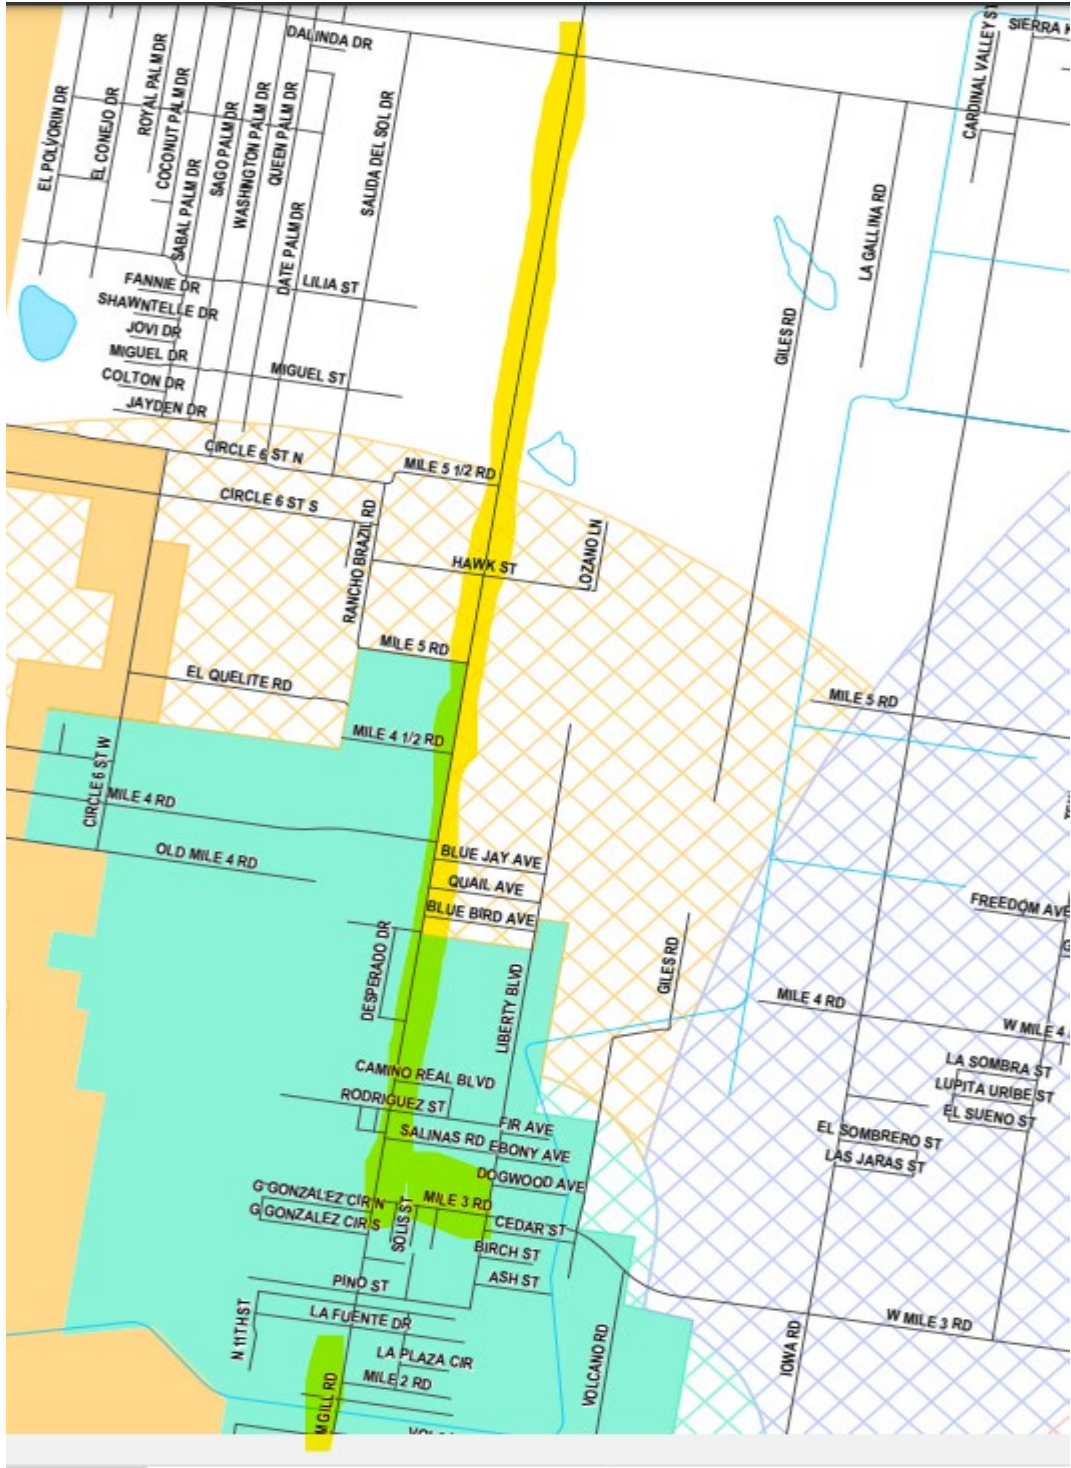 DALINDA DR
CARDINAL VALLEY ST
SIERRA
EL POLVORIN DR
EL CONEJO DR
ROYAL PALM DR
COCONUT PALM DR
SABAL PALM DR
SAGO PALM DR
WASHINGTON PALM DR
QUEEN PALM DR
DATE PALM DR
SALIDA DEL SOL DR
LA GALLINA RD
GILES RD
FANNIE DR
LILIA ST
SHAWNTELLE DR
JOVI DR
MIGUEL DR
MIGUEL ST
COLTON DR
JAYDEN DR
CIRCLE 6 ST N
MILE 5 1/2 RD
CIRCLE 6 ST S
RANCHO BRAZIL RD
HAWK ST
LOZANO LN
MILE 5 RD
EL QUELITE RD
MILE 5 RD
MILE 4 1/2 RD
CIRCLE 6 ST W
MILE 4 RD
OLD MILE 4 RD
BLUE JAY AVE
QUAIL AVE
BLUE BIRD AVE
FREEDOM AVE
DESPERADO DR
LIBERTY BLVD
GILES RD
MILE 4 RD
W MILE 4
CAMINO REAL BLVD
LA SOMBRA ST
LUPITA URIBE ST
EL SUENO ST
RODRIGUEZ ST
FIR AVE
SALINAS RD
EBONY AVE
EL SOMBRERO ST
LAS JARAS ST
DOGWOOD AVE
G GONZALEZ CIR N
MILE 3 RD
G GONZALEZ CIR S
SOLIS ST
CEDAR ST
BIRCH ST
PINO ST
ASH ST
N 11TH ST
LA FUENTE DR
W MILE 3 RD
LA PLAZA CIR
MILE 2 RD
M GILL RD
VOLCANO RD
IOWA RD